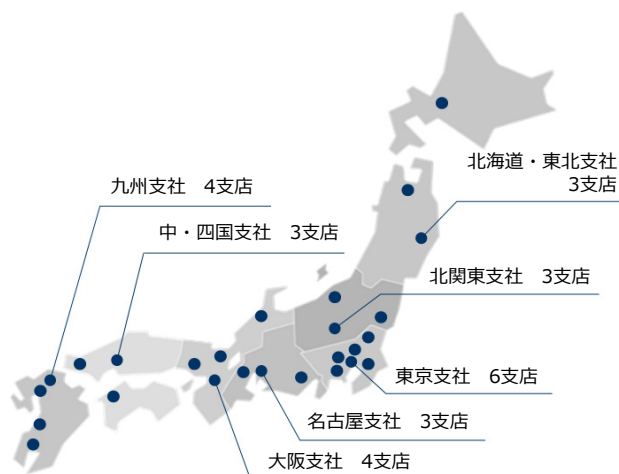 北海道・東北支社
3支店
九州支社　4支店
中・四国支社　3支店
北関東支社　3支店
東京支社　6支店
名古屋支社　3支店
大阪支社　4支店